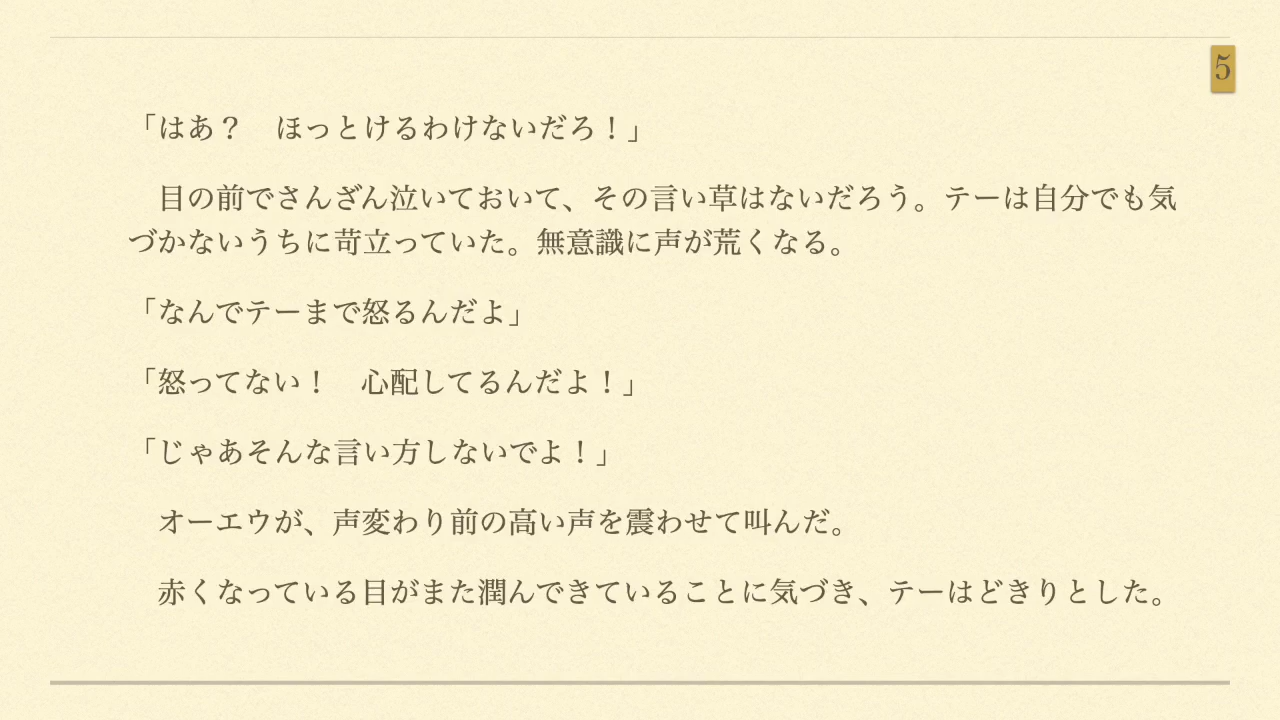 5
「はあ？　ほっとけるわけないだろ！」
　目の前でさんざん泣いておいて、その言い草はないだろう。テーは自分でも気
づかないうちに苛立っていた。無意識に声が荒くなる。
「なんでテーまで怒るんだよ」
「怒ってない！　心配してるんだよ！」
「じゃあそんな言い方しないでよ！」
　オーエウが、声変わり前の高い声を震わせて叫んだ。
　赤くなっている目がまた潤んできていることに気づき、テーはどきりとした。